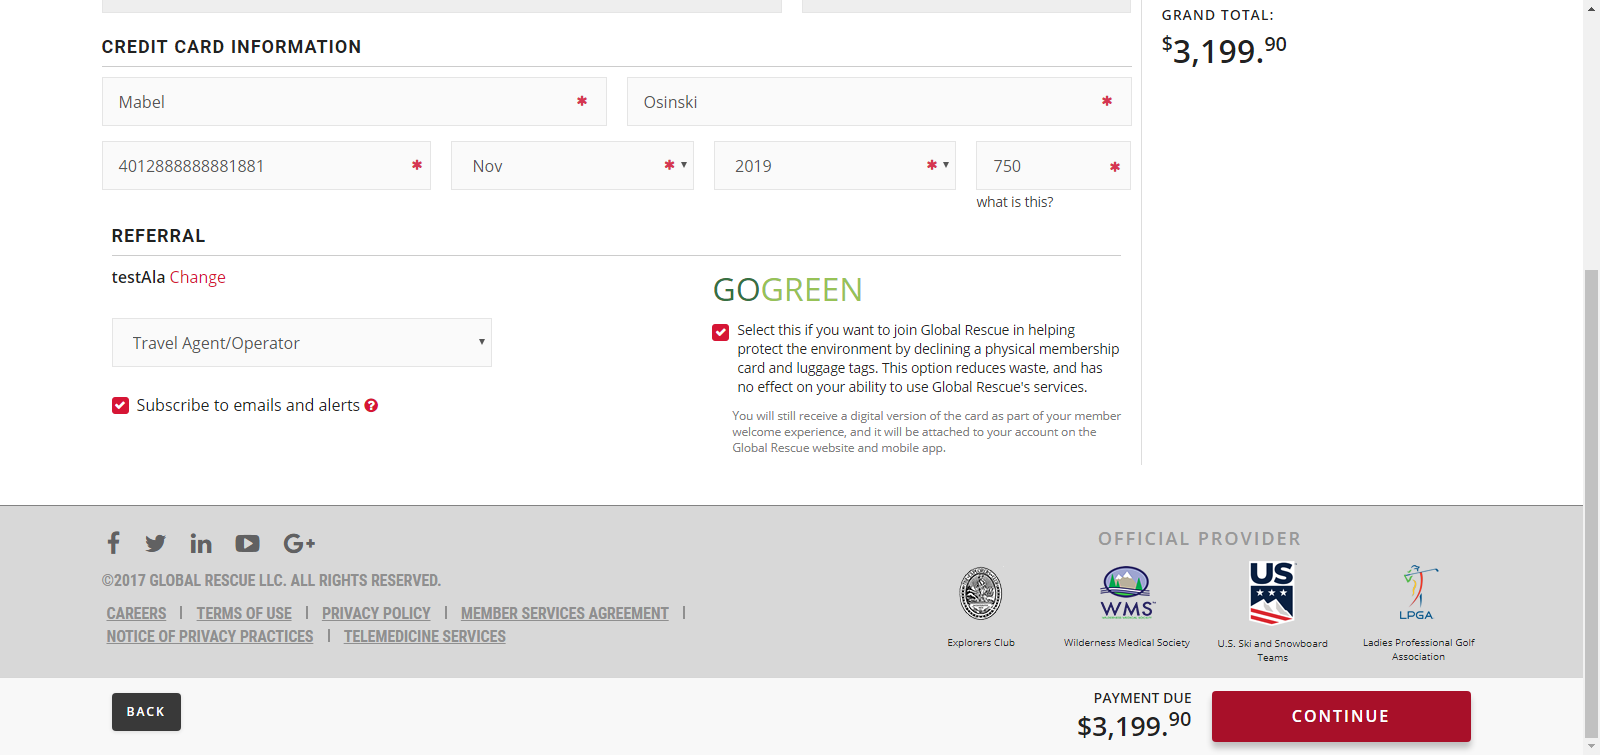 GRAND TOTAL:
$3,199.90
CREDIT CARD INFORMATION
Mabel *
Osinski *
4012888888881881 *
Nov *
2019 *
750 *
what is this?
REFERRAL
testAla Change
Travel Agent/Operator
Subscribe to emails and alerts ?
GOGREEN
Select this if you want to join Global Rescue in helping
protect the environment by declining a physical membership
card and luggage tags. This option reduces waste, and has
no effect on your ability to use Global Rescue's services.
You will still receive a digital version of the card as part of your member
welcome experience, and it will be attached to your account on the
Global Rescue website and mobile app.
©2017 GLOBAL RESCUE LLC. ALL RIGHTS RESERVED.
CAREERS | TERMS OF USE | PRIVACY POLICY | MEMBER SERVICES AGREEMENT |
NOTICE OF PRIVACY PRACTICES | TELEMEDICINE SERVICES
OFFICIAL PROVIDER
WMS
US
LPGA
Explorers Club
Wilderness Medical Society
U.S. Ski and Snowboard
Teams
Ladies Professional Golf
Association
BACK
PAYMENT DUE
$3,199.90
CONTINUE